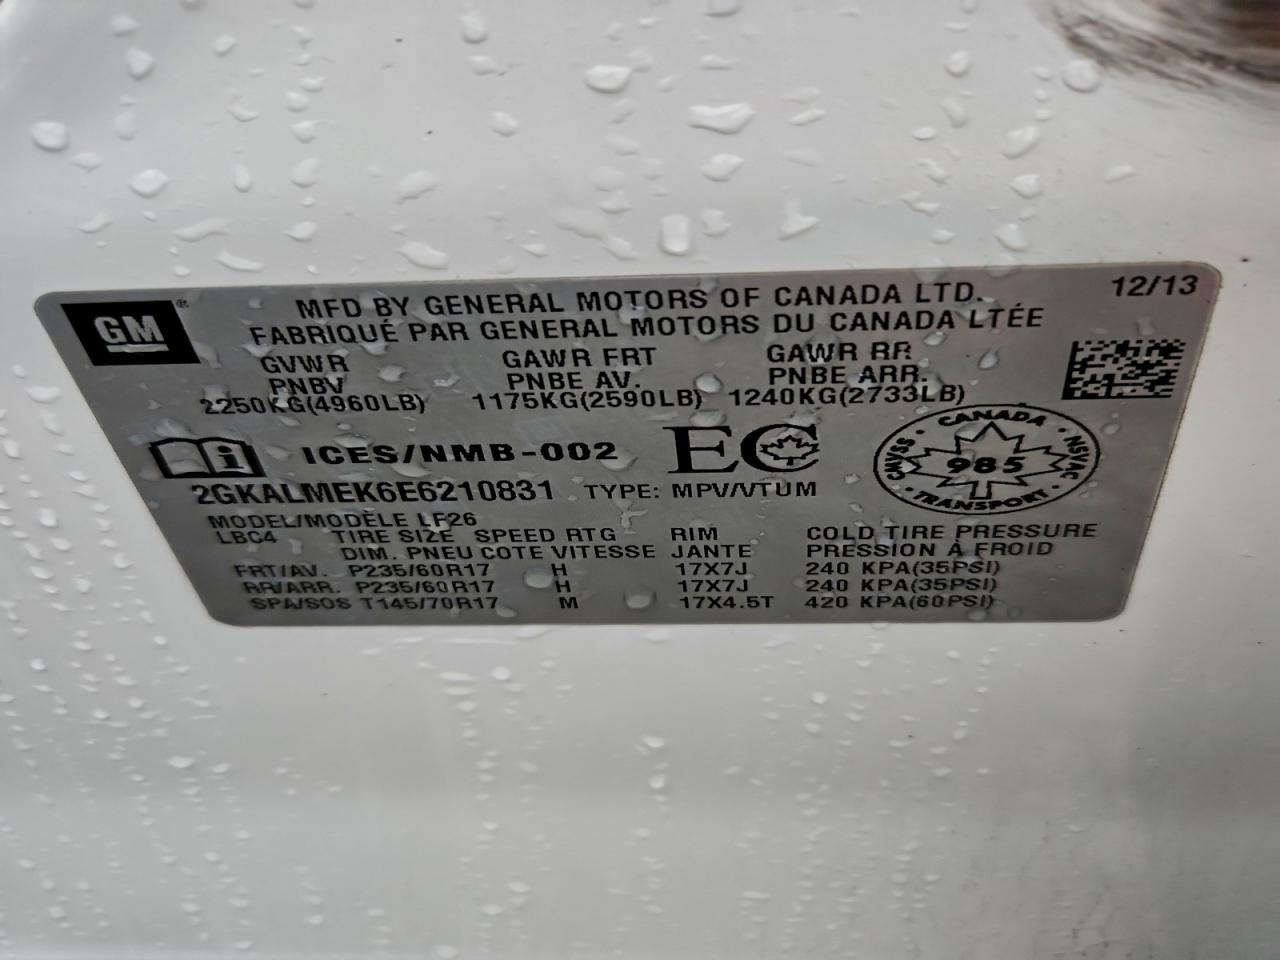 GM®
12/13
MFD BY GENERAL MOTORS OF CANADA LTD.
FABRIQUÉ PAR GENERAL MOTORS DU CANADA LTÉE
GVWR GAWR FRT GAWR RR
PNBV PNBE AV. PNBE ARR.
2250KG(4960LB) 1175KG(2590LB) 1240KG(2733LB)
i ICES/NMB-002 EC
CANADA
CMVSS 985 NSVAC
TRANSPORT
2GKALMEK6E6210831 TYPE: MPV/VTUM
MODEL/MODÈLE LF26
LBC4 TIRE SIZE SPEED RTG RIM COLD TIRE PRESSURE
DIM. PNEU COTE VITESSE JANTE PRESSION À FROID
FRT/AV. P235/60R17 H 17X7J 240 KPA(35PSI)
RR/ARR. P235/60R17 H 17X7J 240 KPA(35PSI)
SPA/SOS T145/70R17 M 17X4.5T 420 KPA(60PSI)